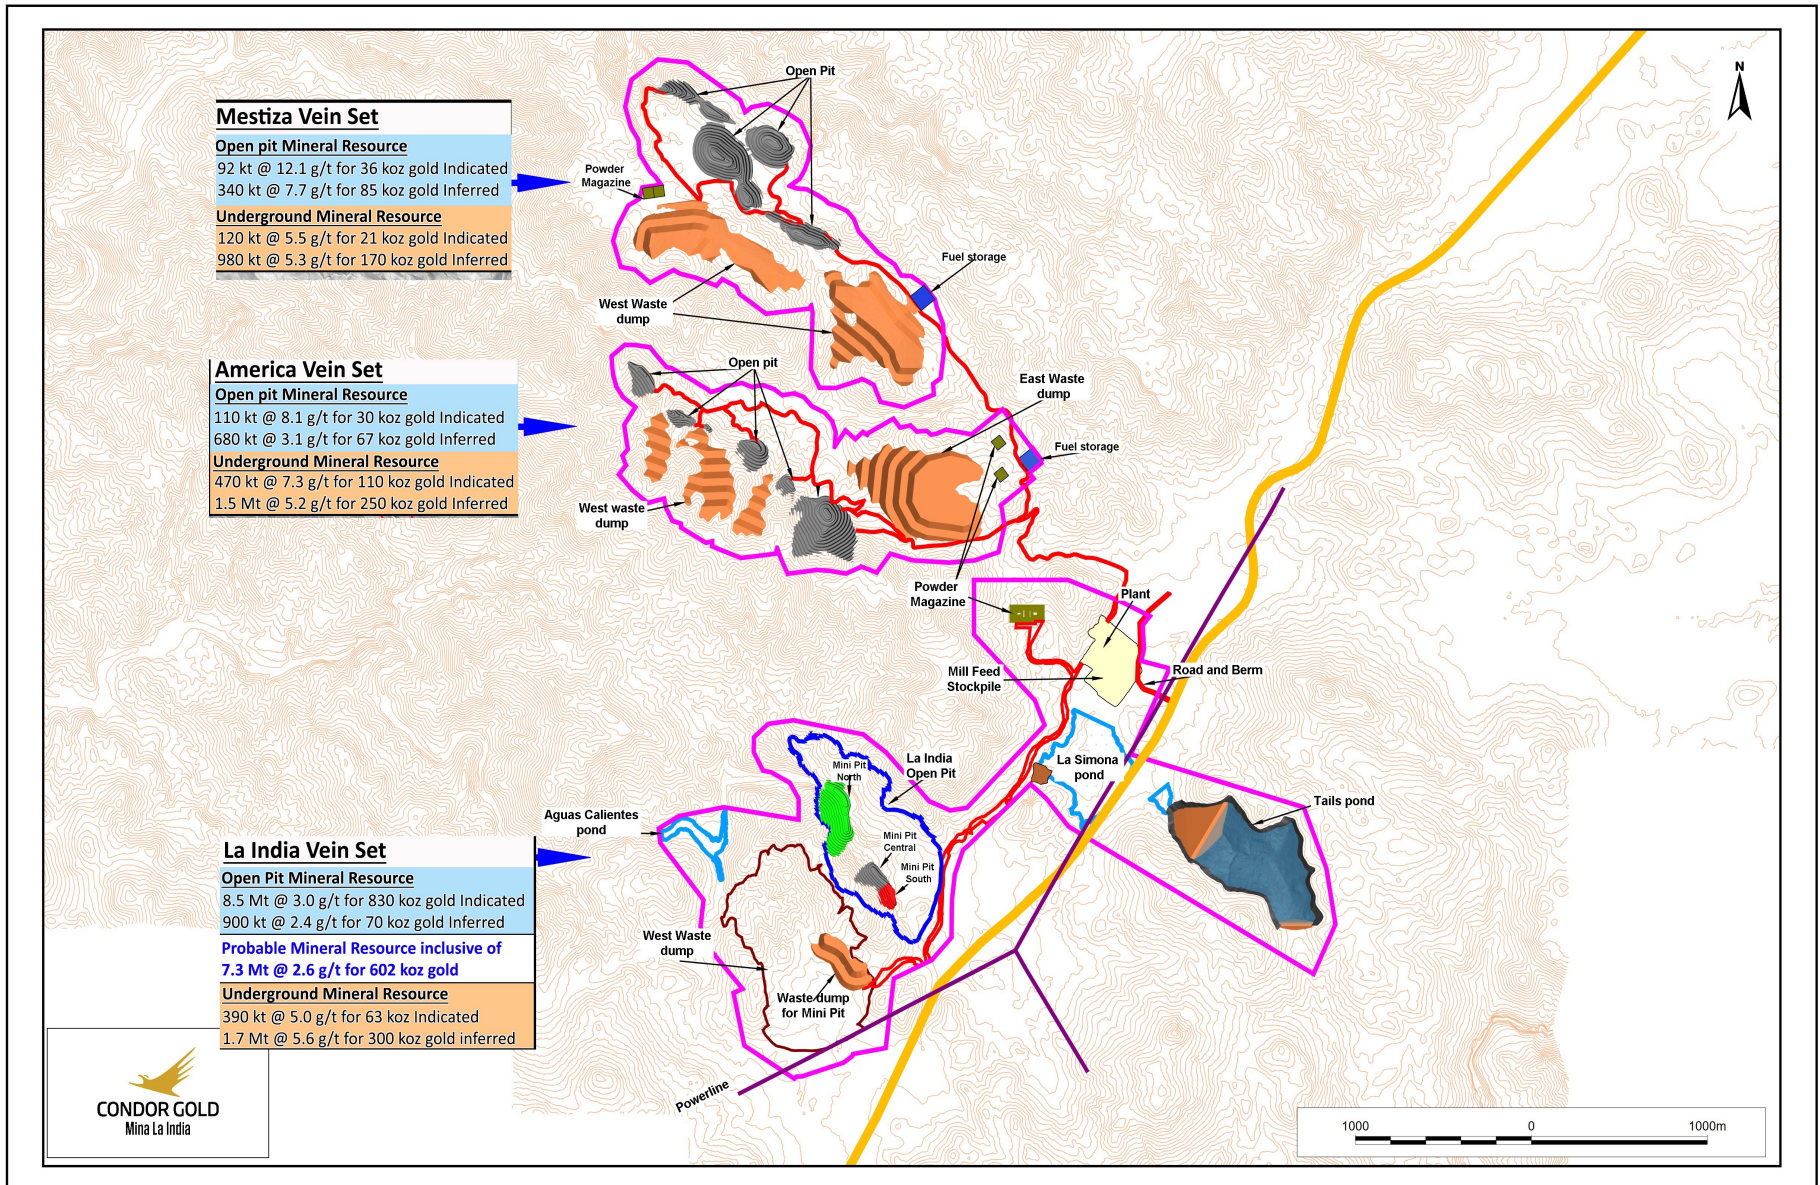 N
Mestiza Vein Set
Open pit Mineral Resource
92 kt @ 12.1 g/t for 36 koz gold Indicated
340 kt @ 7.7 g/t for 85 koz gold Inferred
Underground Mineral Resource
120 kt @ 5.5 g/t for 21 koz gold Indicated
980 kt @ 5.3 g/t for 170 koz gold Inferred
Open Pit
Powder
Magazine
Fuel storage
West Waste
dump
America Vein Set
Open pit Mineral Resource
110 kt @ 8.1 g/t for 30 koz gold Indicated
680 kt @ 3.1 g/t for 67 koz gold Inferred
Underground Mineral Resource
470 kt @ 7.3 g/t for 110 koz gold Indicated
1.5 Mt @ 5.2 g/t for 250 koz gold Inferred
Open pit
East Waste
dump
Fuel storage
West waste
dump
Powder
Magazine
Plant
Mill Feed
Stockpile
Road and Berm
La India
Open Pit
Mini Pit
North
La Simona
pond
Tails pond
Aguas Calientes
pond
Mini Pit
Central
Mini Pit
South
La India Vein Set
Open Pit Mineral Resource
8.5 Mt @ 3.0 g/t for 830 koz gold Indicated
900 kt @ 2.4 g/t for 70 koz gold Inferred
Probable Mineral Resource inclusive of
7.3 Mt @ 2.6 g/t for 602 koz gold
Underground Mineral Resource
390 kt @ 5.0 g/t for 63 koz Indicated
1.7 Mt @ 5.6 g/t for 300 koz gold inferred
West Waste
dump
Waste dump
for Mini Pit
Powerline
CONDOR GOLD
Mina La India
1000 0 1000m